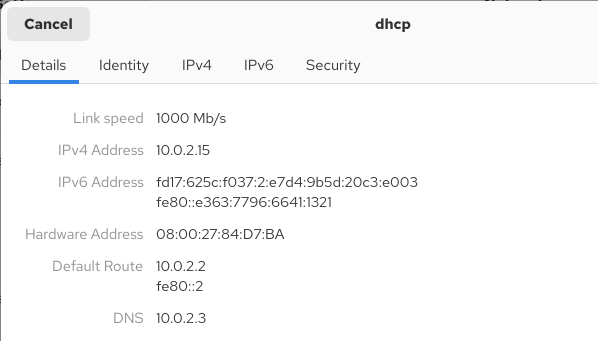 Cancel
dhcp
Details Identity IPv4 IPv6 Security
Link speed 1000 Mb/s
IPv4 Address 10.0.2.15
IPv6 Address fd17:625c:f037:2:e7d4:9b5d:20c3:e003
fe80::e363:7796:6641:1321
Hardware Address 08:00:27:84:D7:BA
Default Route 10.0.2.2
fe80::2
DNS 10.0.2.3